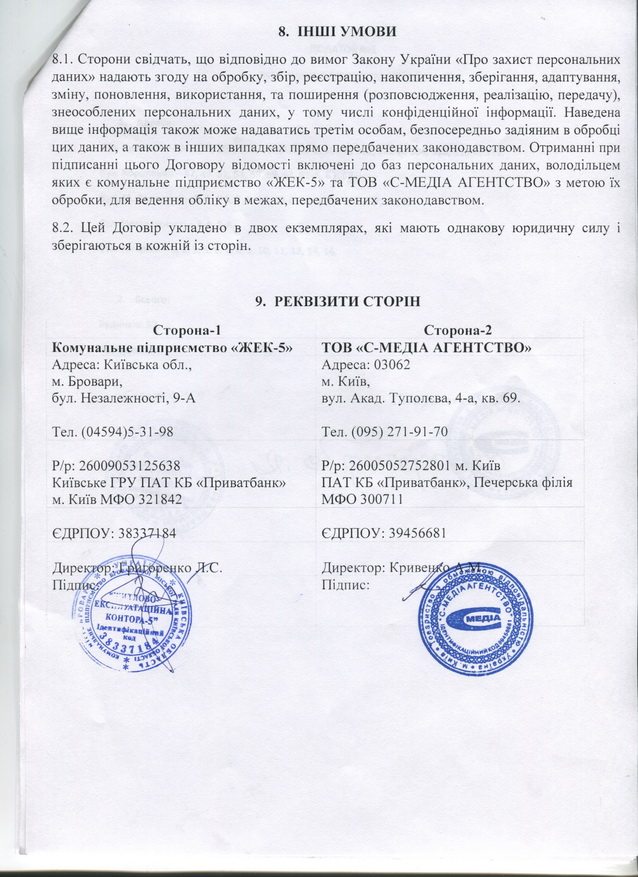 8. ІНШІ УМОВИ
8.1. Сторони свідчать, що відповідно до вимог Закону України «Про захист персональних
даних» надають згоду на обробку, збір, реєстрацію, накопичення, зберігання, адаптування,
зміну, поновлення, використання, та поширення (розповсюдження, реалізацію, передачу),
знеособлених персональних даних, у тому числі конфіденційної інформації. Наведена
вище інформація також може надаватись третім особам, безпосередньо задіяним в обробці
цих даних, а також в інших випадках прямо передбачених законодавством. Отриманні при
підписанні цього Договору відомості включені до баз персональних даних, володільцем
яких є комунальне підприємство «ЖЕК-5» та ТОВ «С-МЕДІА АГЕНТСТВО» з метою їх
обробки, для ведення обліку в межах, передбачених законодавством.
8.2. Цей Договір укладено в двох екземплярах, які мають однакову юридичну силу і
зберігаються в кожній із сторін.
9. РЕКВІЗИТИ СТОРІН
Сторона-1
Комунальне підприємство «ЖЕК-5»
Адреса: Київська обл.,
м. Бровари,
бул. Незалежності, 9-А
Тел. (04594)5-31-98
Р/р: 26009053125638
Київське ГРУ ПАТ КБ «Приватбанк»
м. Київ МФО 321842
ЄДРПОУ: 38337184
Директор: Григоренко Л.С.
Підпис:
ЖИТЛОВО-
ЕКСПЛУАТАЦІЙНА
КОНТОРА-5"
Ідентифікаційний
код
38337184
КИЇВСЬКА ОБЛАСТЬ
Сторона-2
ТОВ «С-МЕДІА АГЕНТСТВО»
Адреса: 03062
м. Київ,
вул. Акад. Туполєва, 4-а, кв. 69.
Тел. (095) 271-91-70
Р/р: 26005052752801 м. Київ
ПАТ КБ «Приватбанк», Печерська філія
МФО 300711
ЄДРПОУ: 39456681
Директор: Кривенко А.М.
Підпис:
"С-МЕДІА АГЕНТСТВО"
МЕДІА
Товариство з обмеженою відповідальністю
Україна * м. Київ